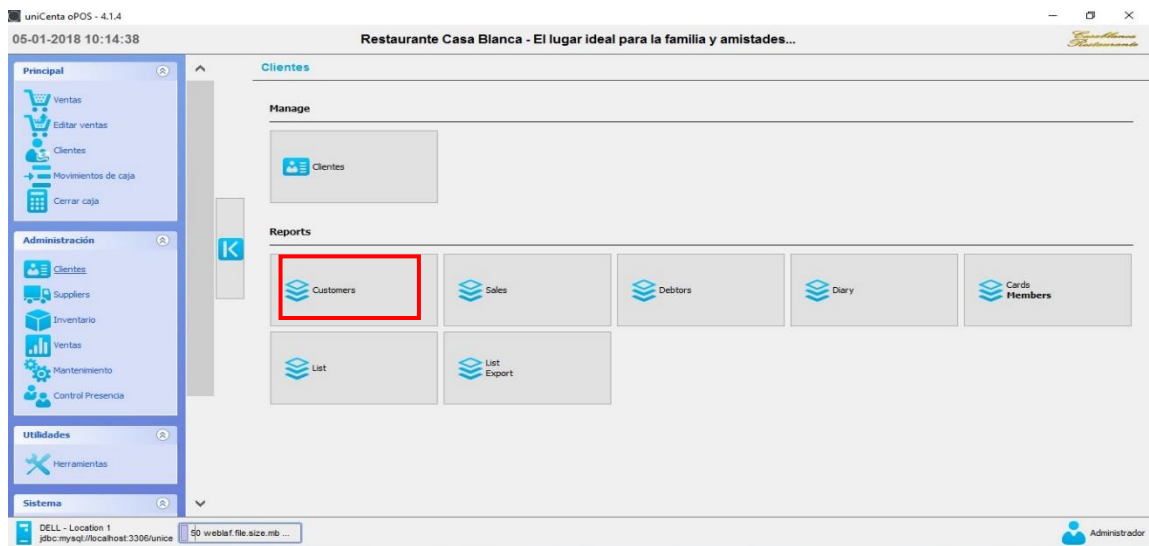 uniCenta oPOS - 4.1.4
05-01-2018 10:14:38
Restaurante Casa Blanca - El lugar ideal para la familia y amistades...
Casablanca
Restaurante
Principal
Ventas
Editar ventas
Clientes
Movimientos de caja
Cerrar caja
Administración
Clientes
Suppliers
Inventario
Ventas
Mantenimiento
Control Presencia
Utilidades
Herramientas
Sistema
Clientes
Manage
Clientes
Reports
Customers
Sales
Debtors
Diary
Cards
Members
List
List
Export
DELL - Location 1
jdbc:mysql://localhost:3306/unice
50 weblaf.file.size.mb ...
Administrador